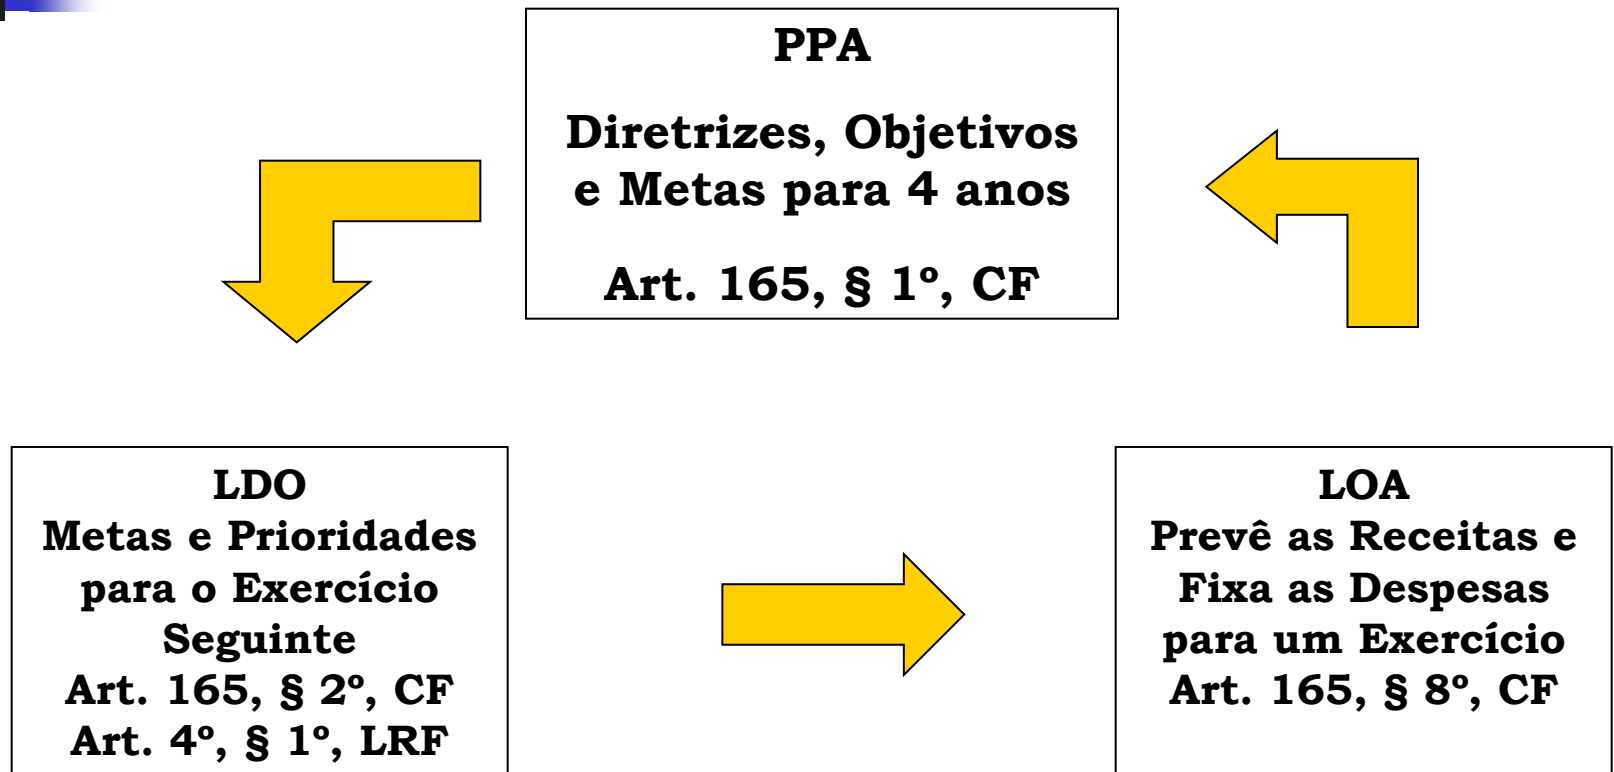 PPA
Diretrizes, Objetivos
e Metas para 4 anos
Art. 165, § 1º, CF
LDO
Metas e Prioridades
para o Exercício
Seguinte
Art. 165, § 2º, CF
Art. 4º, § 1º, LRF
LOA
Prevê as Receitas e
Fixa as Despesas
para um Exercício
Art. 165, § 8º, CF